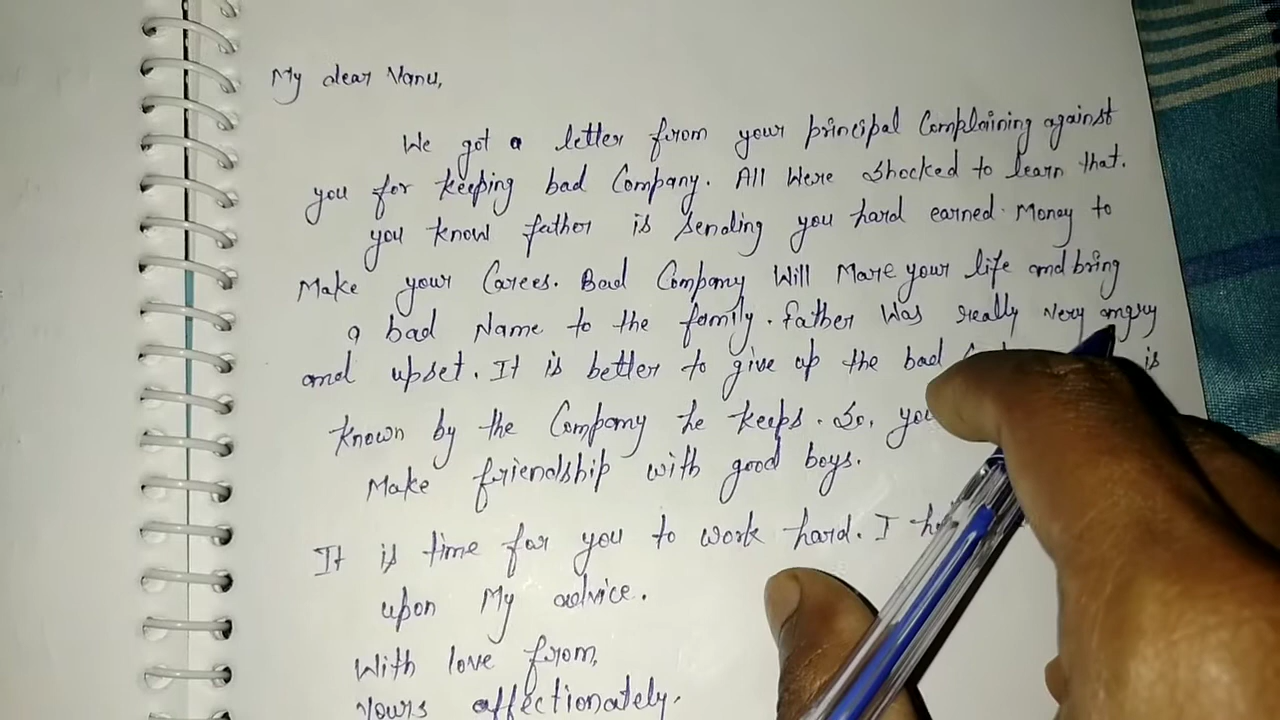 My dear Nanu,
We got a letter from your principal Complaining against
you for keeping bad Company. All Were shocked to learn that.
you know father is sending you hard earned. Money to
Make your Carees. Bad Company Will Mare your life and bring
a bad Name to the family. father Was really very angry
and upset. It is better to give up the bad is
known by the Company he keeps. So, you
Make friendship with good boys.
It is time for you to work hard. I
upon My advice.
With love from,
Yours affectionately.